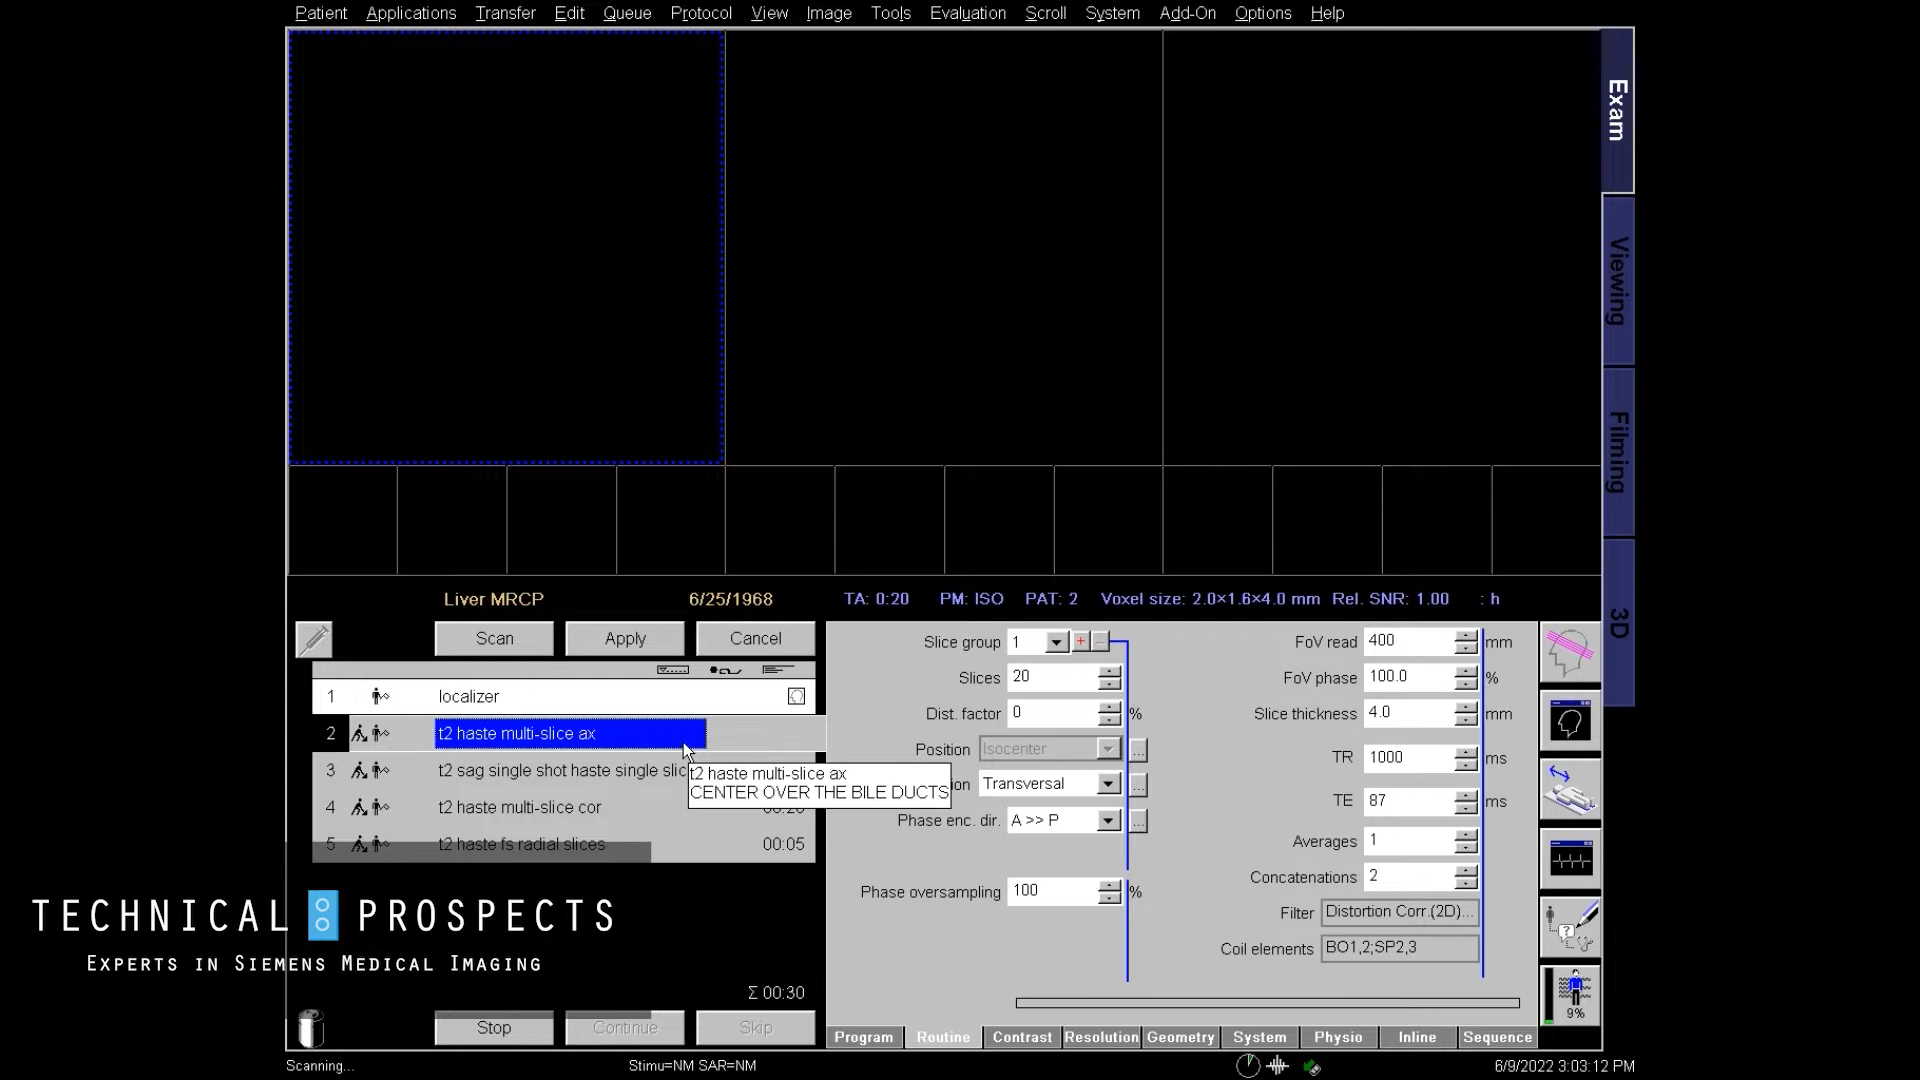 Patient Applications Transfer Edit Queue Protocol View Image Tools Evaluation Scroll System Add-On Options Help
Exam
Viewing
Filming
3D
Liver MRCP 6/25/1968 TA: 0:20 PM: ISO PAT: 2 Voxel size: 2.0×1.6×4.0 mm Rel. SNR: 1.00 : h
Scan Apply Cancel
1 localizer
2 t2 haste multi-slice ax
3 t2 sag single shot haste single slic
4 t2 haste multi-slice cor
5 t2 haste fs radial slices 00:05
t2 haste multi-slice ax
CENTER OVER THE BILE DUCTS
Σ 00:30
Stop Continue Skip
Slice group 1 + –
Slices 20
Dist. factor 0 %
Position Isocenter ...
ion Transversal ...
Phase enc. dir. A >> P ...
Phase oversampling 100 %
FoV read 400 mm
FoV phase 100.0 %
Slice thickness 4.0 mm
TR 1000 ms
TE 87 ms
Averages 1
Concatenations 2
Filter Distortion Corr.(2D)...
Coil elements BO1,2;SP2,3
9%
Program Routine Contrast Resolution Geometry System Physio Inline Sequence
Scanning... Stimu=NM SAR=NM 6/9/2022 3:03:12 PM
TECHNICAL PROSPECTS
EXPERTS IN SIEMENS MEDICAL IMAGING